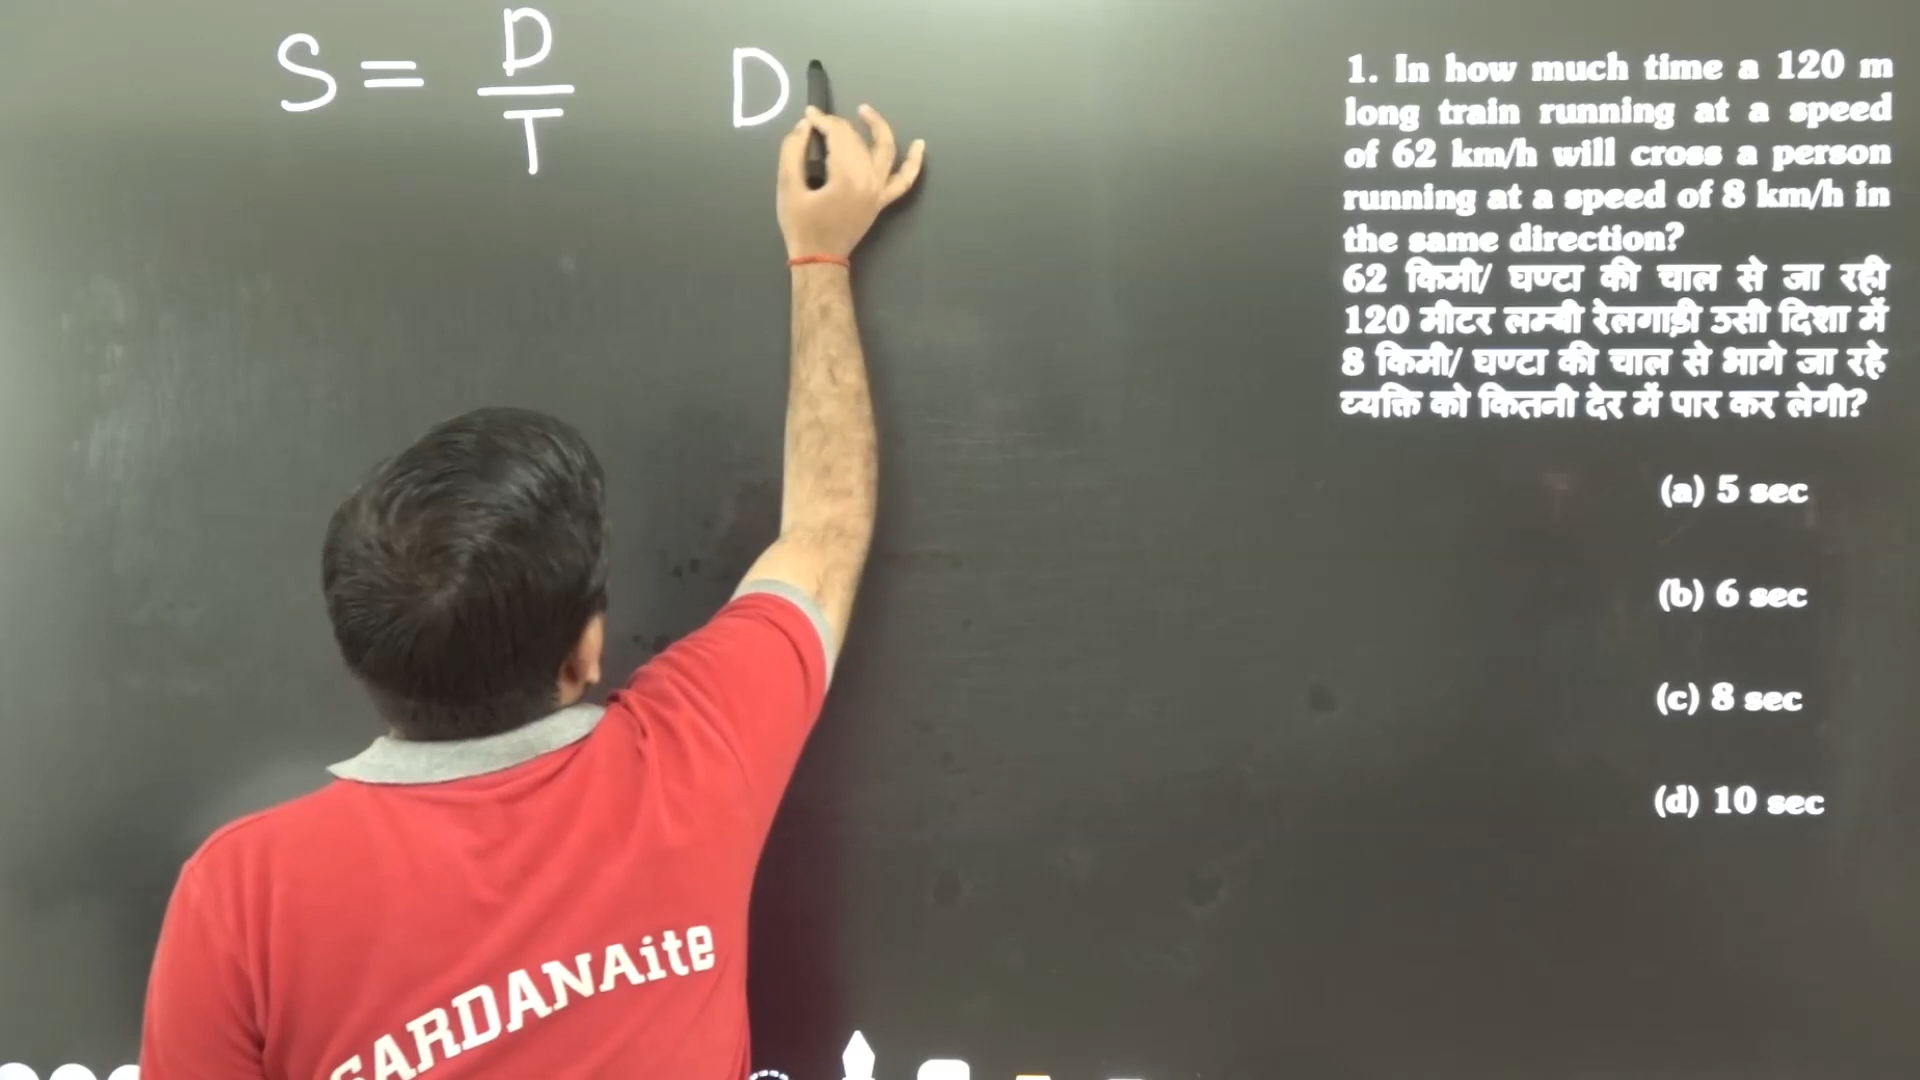 S = D/T
D
1. In how much time a 120 m
long train running at a speed
of 62 km/h will cross a person
running at a speed of 8 km/h in
the same direction?
62 किमी/ घण्टा की चाल से जा रही
120 मीटर लम्बी रेलगाड़ी उसी दिशा में
8 किमी/ घण्टा की चाल से भागे जा रहे
व्यक्ति को कितनी देर में पार कर लेगी?
(a) 5 sec
(b) 6 sec
(c) 8 sec
(d) 10 sec
SARDANAite